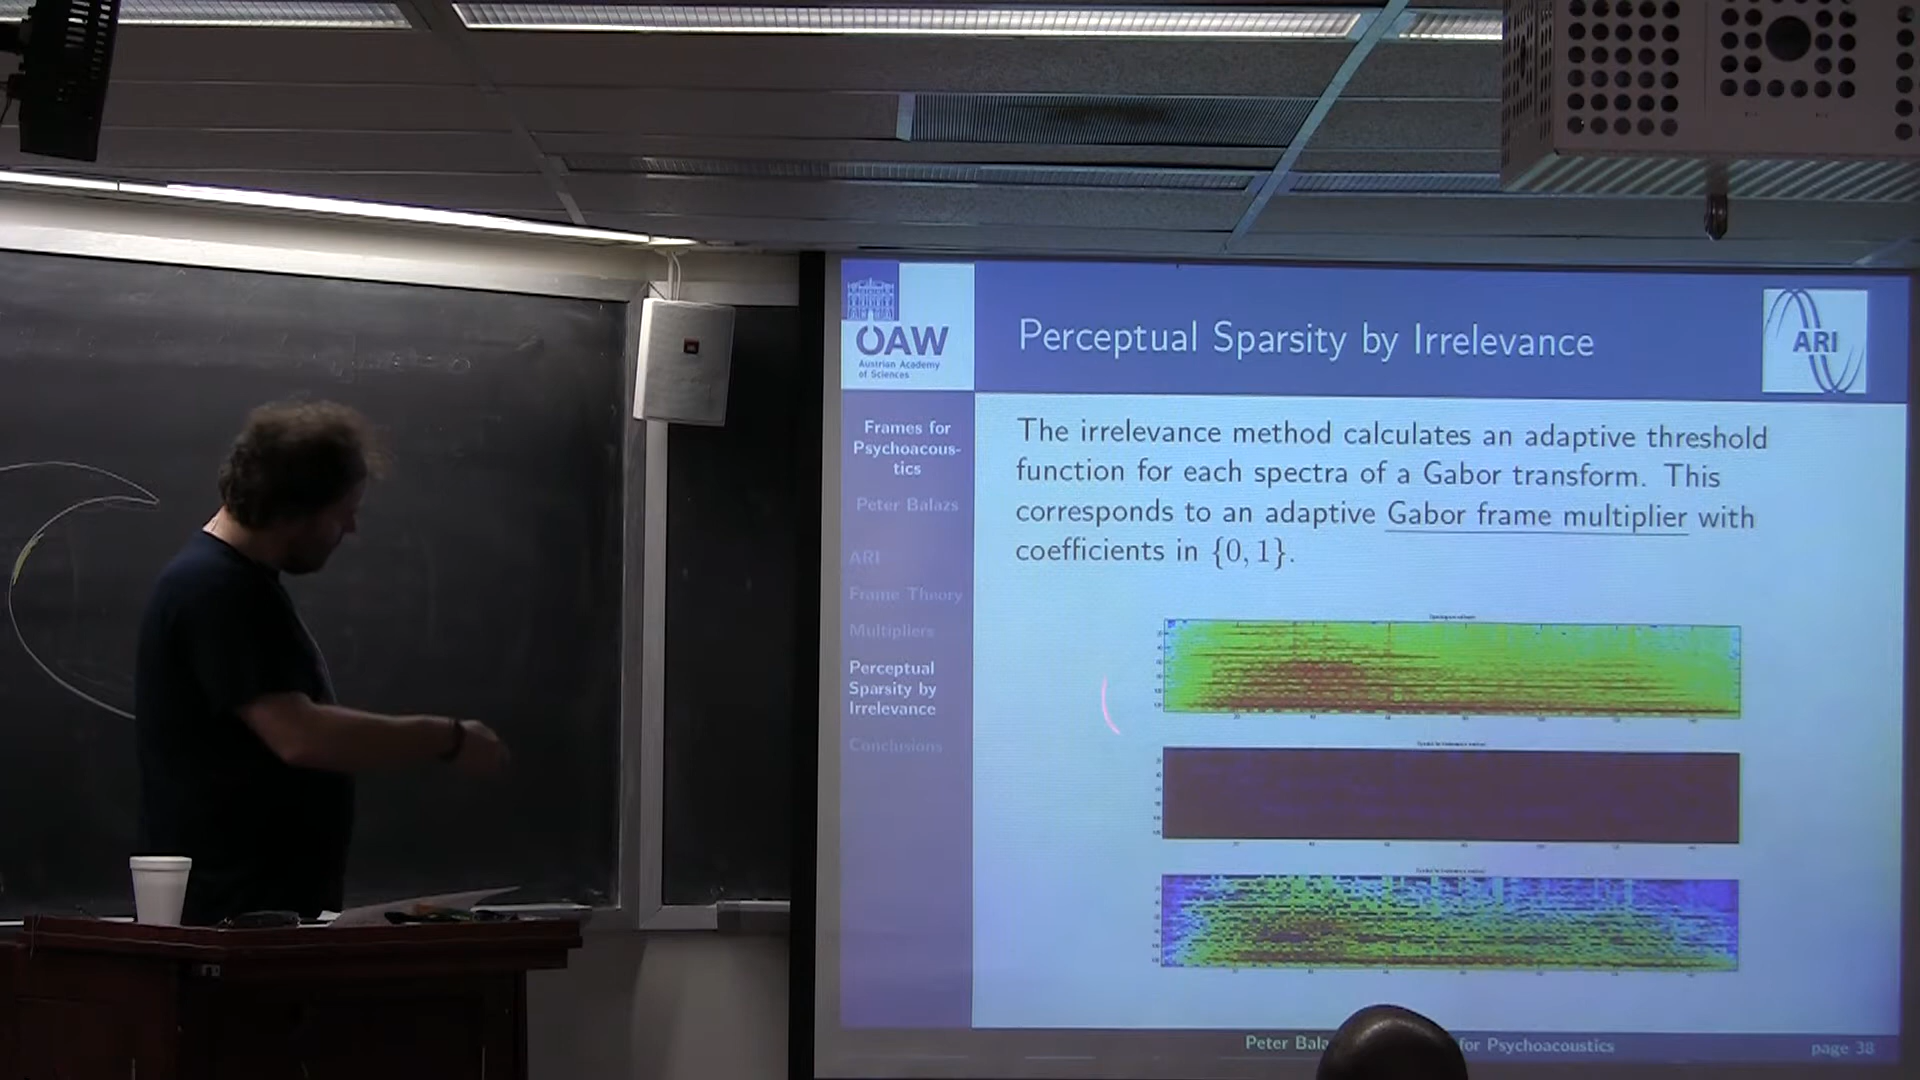 ÖAW
Austrian Academy
of Sciences
Perceptual Sparsity by Irrelevance
ARI
Frames for
Psychoacous-
tics
Peter Balazs
ARI
Frame Theory
Multipliers
Perceptual
Sparsity by
Irrelevance
Conclusions
The irrelevance method calculates an adaptive threshold
function for each spectra of a Gabor transform. This
corresponds to an adaptive Gabor frame multiplier with
coefficients in {0, 1}.
Peter Bala
for Psychoacoustics
page 38